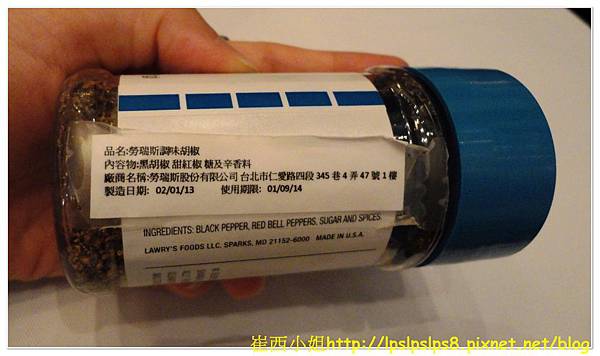 品名:勞瑞斯調味胡椒
內容物:黑胡椒 甜紅椒 糖及辛香料
廠商名稱:勞瑞斯股份有限公司 台北市仁愛路四段 345 巷 4 弄 47 號 1 樓
製造日期: 02/01/13 使用期限: 01/09/14
INGREDIENTS: BLACK PEPPER, RED BELL PEPPERS, SUGAR AND SPICES.
LAWRY'S FOODS LLC. SPARKS, MD 21152-6000 MADE IN U.S.A.
崔西小姐http://lpslpslps8.pixnet.net/blog